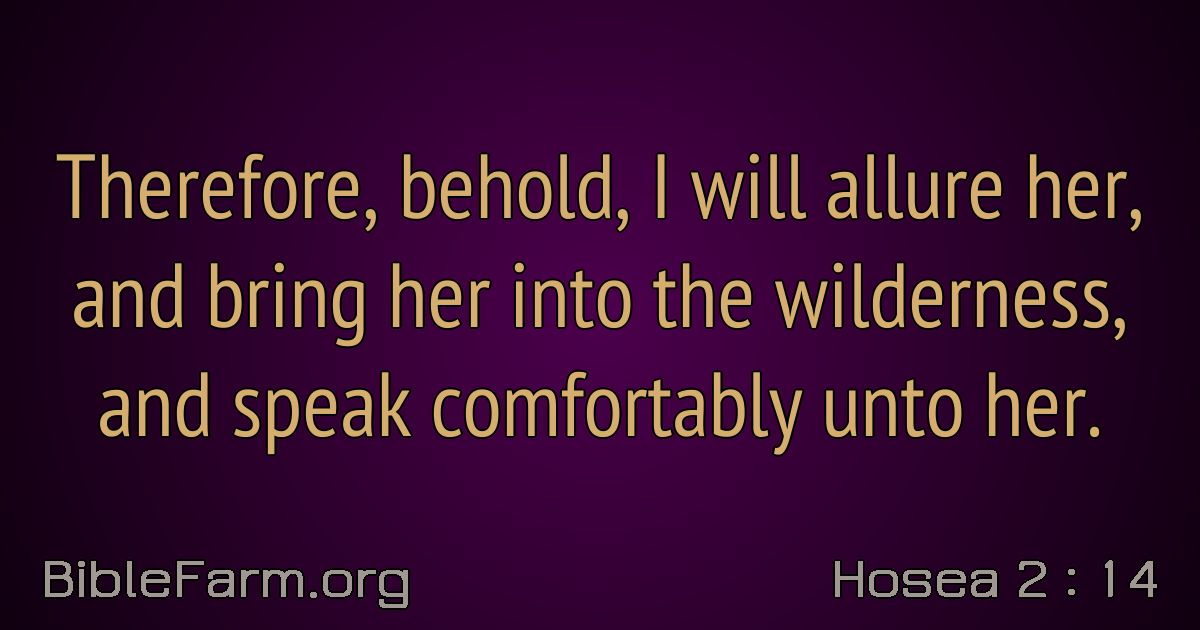 Therefore, behold, I will allure her,
and bring her into the wilderness,
and speak comfortably unto her.
BibleFarm.org
Hosea 2 : 14